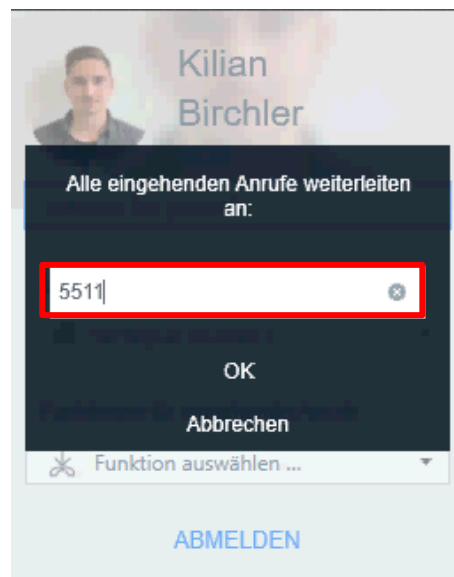 Kilian
Birchler
Alle eingehenden Anrufe weiterleiten
an:
5511
OK
Abbrechen
Funktion auswählen ...
ABMELDEN